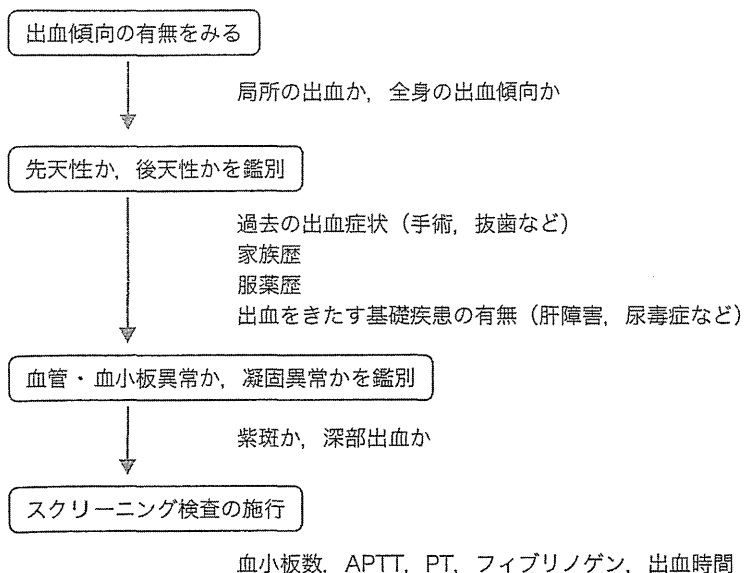 出血傾向の有無をみる
局所の出血か，全身の出血傾向か
先天性か，後天性かを鑑別
過去の出血症状（手術，抜歯など）
家族歴
服薬歴
出血をきたす基礎疾患の有無（肝障害，尿毒症など）
血管・血小板異常か，凝固異常かを鑑別
紫斑か，深部出血か
スクリーニング検査の施行
血小板数，APTT，PT，フィブリノゲン，出血時間